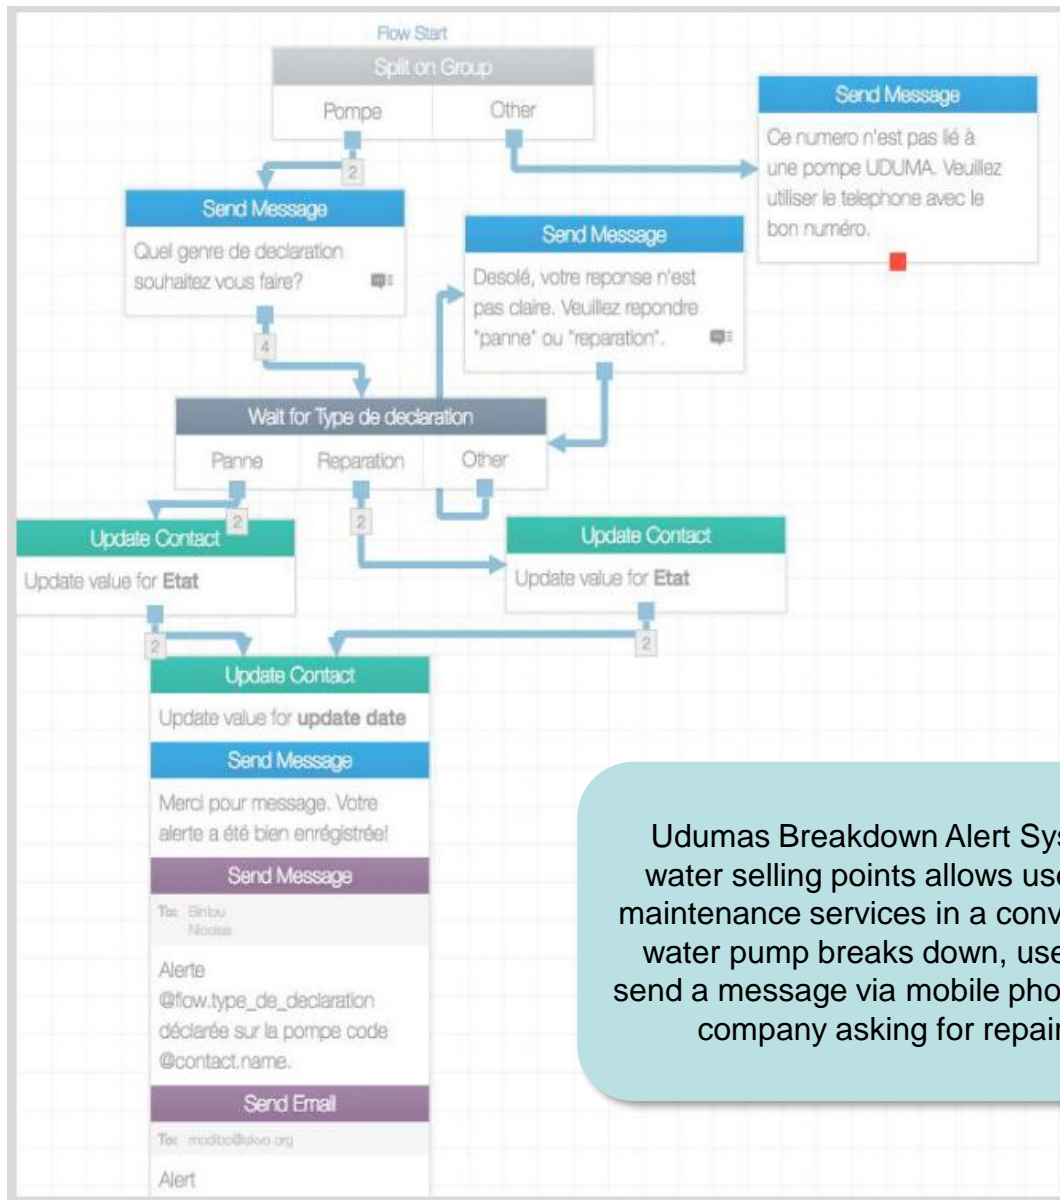 Flow Start
Split on Group
Pompe
Other
2
Send Message
Ce numero n'est pas lié à
une pompe UDUMA. Veuillez
utiliser le telephone avec le
bon numéro.
Send Message
Quel genre de declaration
souhaitez vous faire?
4
Send Message
Desolé, votre reponse n'est
pas claire. Veuillez repondre
"panne" ou "reparation".
Wait for Type de declaration
Panne
Reparation
Other
2
2
Update Contact
Update value for Etat
2
Update Contact
Update value for Etat
2
Update Contact
Update value for update date
Send Message
Merci pour message. Votre
alerte a été bien enrégistrée!
Send Message
To: Bintou
Nicolas
Alerte
@flow.type_de_declaration
déclarée sur la pompe code
@contact.name.
Send Email
To:
Alert
Udumas Breakdown Alert Sys
water selling points allows use
maintenance services in a conv
water pump breaks down, use
send a message via mobile pho
company asking for repair